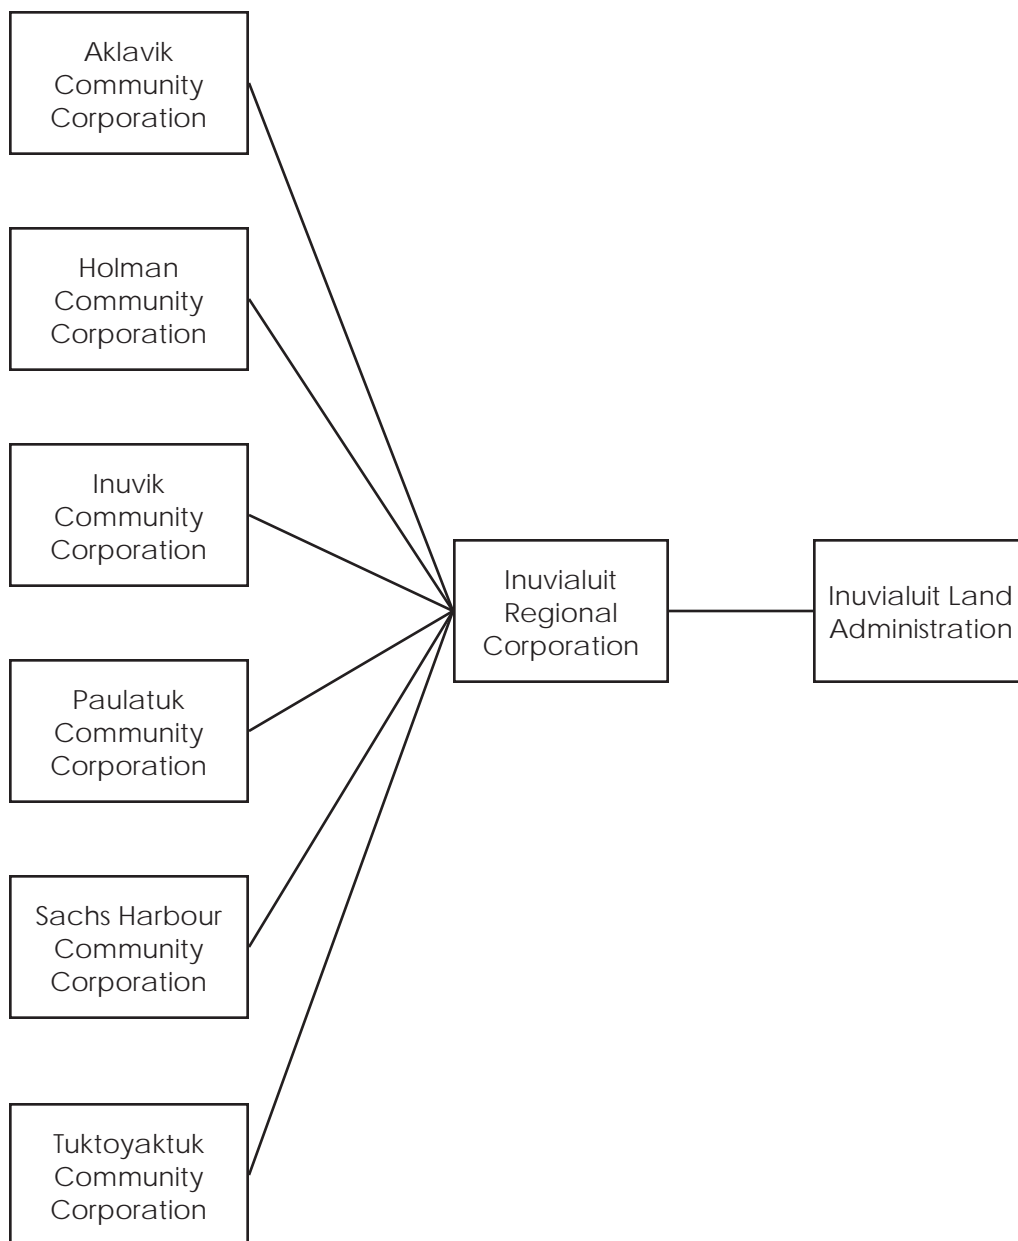 Aklavik
Community
Corporation
Holman
Community
Corporation
Inuvik
Community
Corporation
Inuvialuit
Regional
Corporation
Inuvialuit Land
Administration
Paulatuk
Community
Corporation
Sachs Harbour
Community
Corporation
Tuktoyaktuk
Community
Corporation